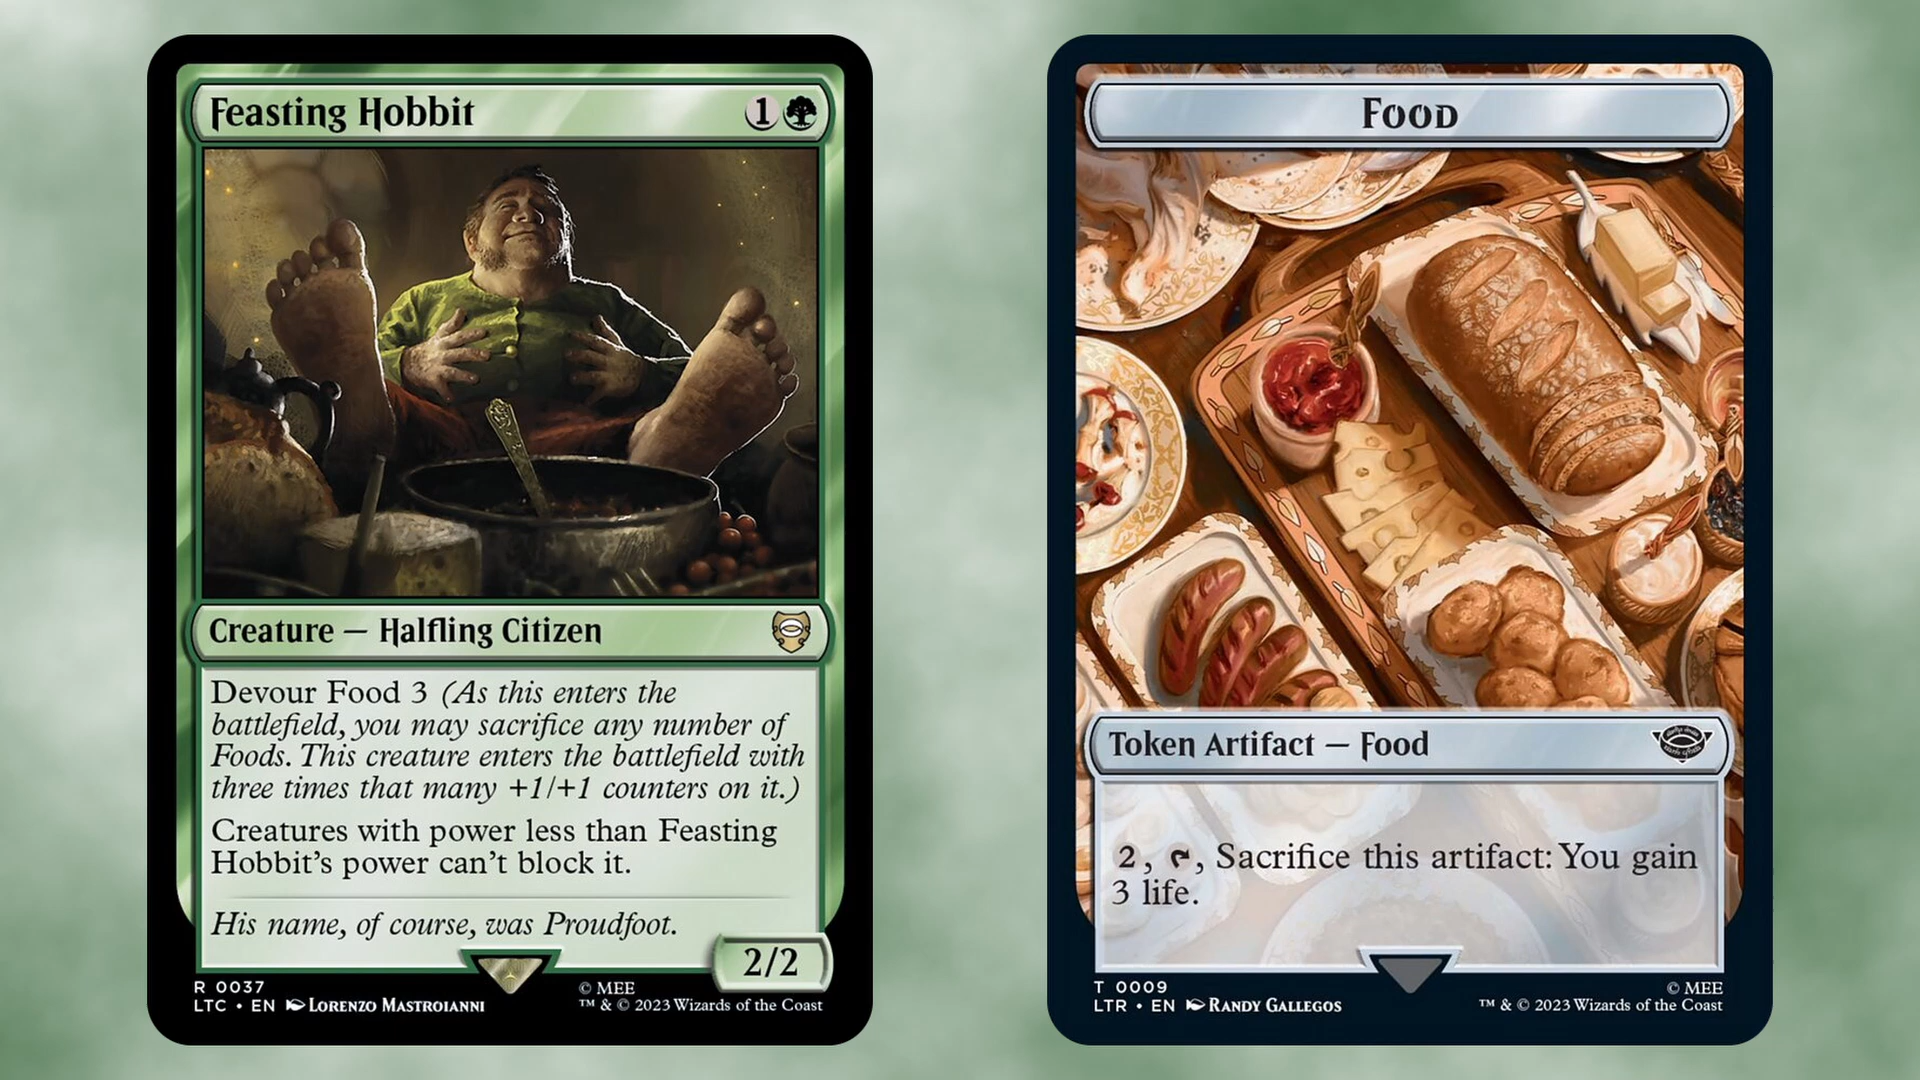 Feasting Hobbit
1
Creature — Halfling Citizen
Devour Food 3 (As this enters the
battlefield, you may sacrifice any number of
Foods. This creature enters the battlefield with
three times that many +1/+1 counters on it.)
Creatures with power less than Feasting
Hobbit's power can't block it.
His name, of course, was Proudfoot.
2/2
R 0037
LTC • EN Lorenzo Mastroianni
© MEE
™ & © 2023 Wizards of the Coast
Food
Token Artifact — Food
2, , Sacrifice this artifact: You gain
3 life.
T 0009
LTR • EN Randy Gallegos
© MEE
™ & © 2023 Wizards of the Coast